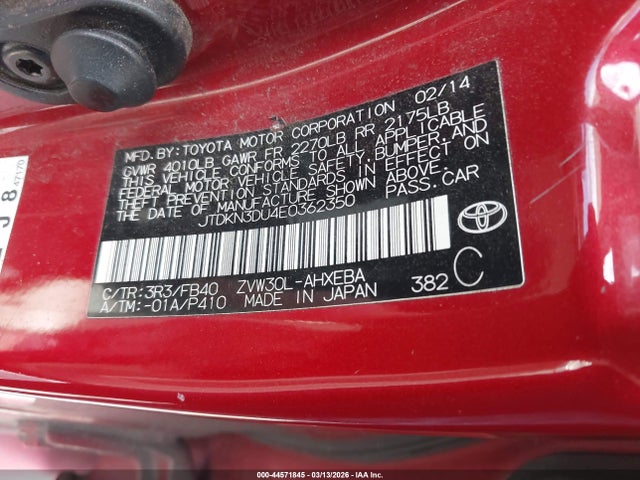 MFD.BY:TOYOTA MOTOR CORPORATION 02/14
GVWR 4010LB GAWR FR 2270LB RR 2175LB
THIS VEHICLE CONFORMS TO ALL APPLICABLE
FEDERAL MOTOR VEHICLE SAFETY,BUMPER, AND
THEFT PREVENTION STANDARDS IN EFFECT ON
THE DATE OF MANUFACTURE SHOWN ABOVE.
JTDKN3DU4E0362350 PASS.CAR
C/TR:3R3/FB40 ZVW30L-AHXEBA
A/TM:-01A/P410 MADE IN JAPAN 382 C
J 8
47170
000-44571845 | 03/13/2026 | IAA Inc.